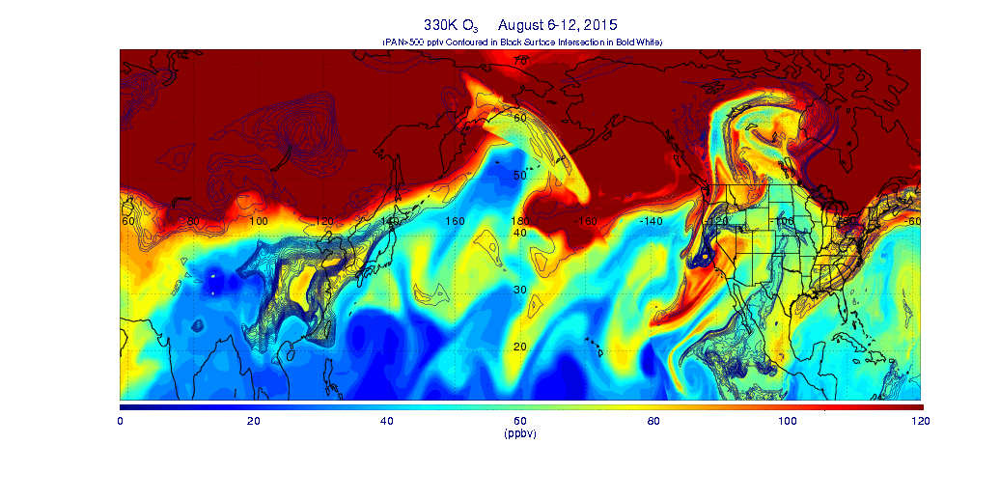 330K O₃ August 6-12, 2015
(PAN>500 pptv Contoured in Black Surface Intersection in Bold White)
70
60
50
60 80 100 120 140 160 180 -160 -140 -120 -100 -80 -60
40
30
20
0 20 40 60 80 100 120
(ppbv)